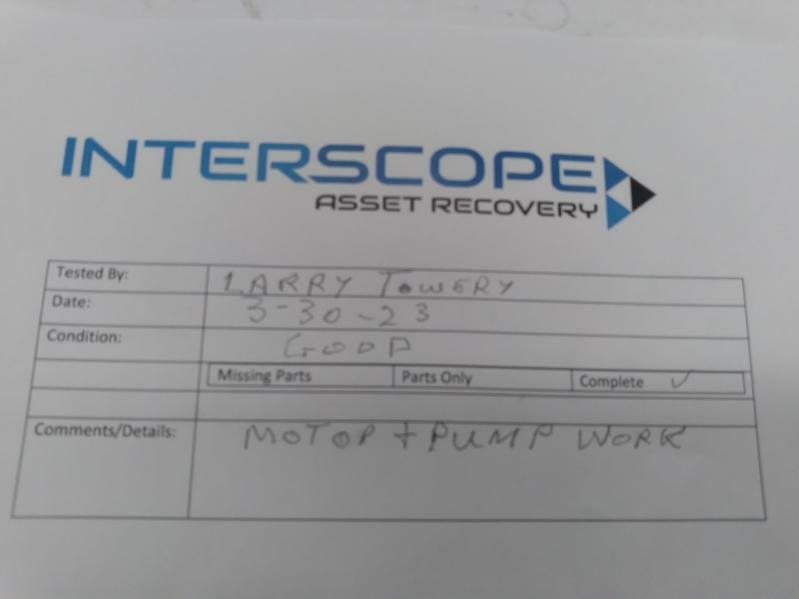 INTERSCOPE
ASSET RECOVERY
Tested By: LARRY TOWERY
Date: 3-30-23
Condition: GOOD
Missing Parts Parts Only Complete ✓
Comments/Details: MOTOR + PUMP WORK